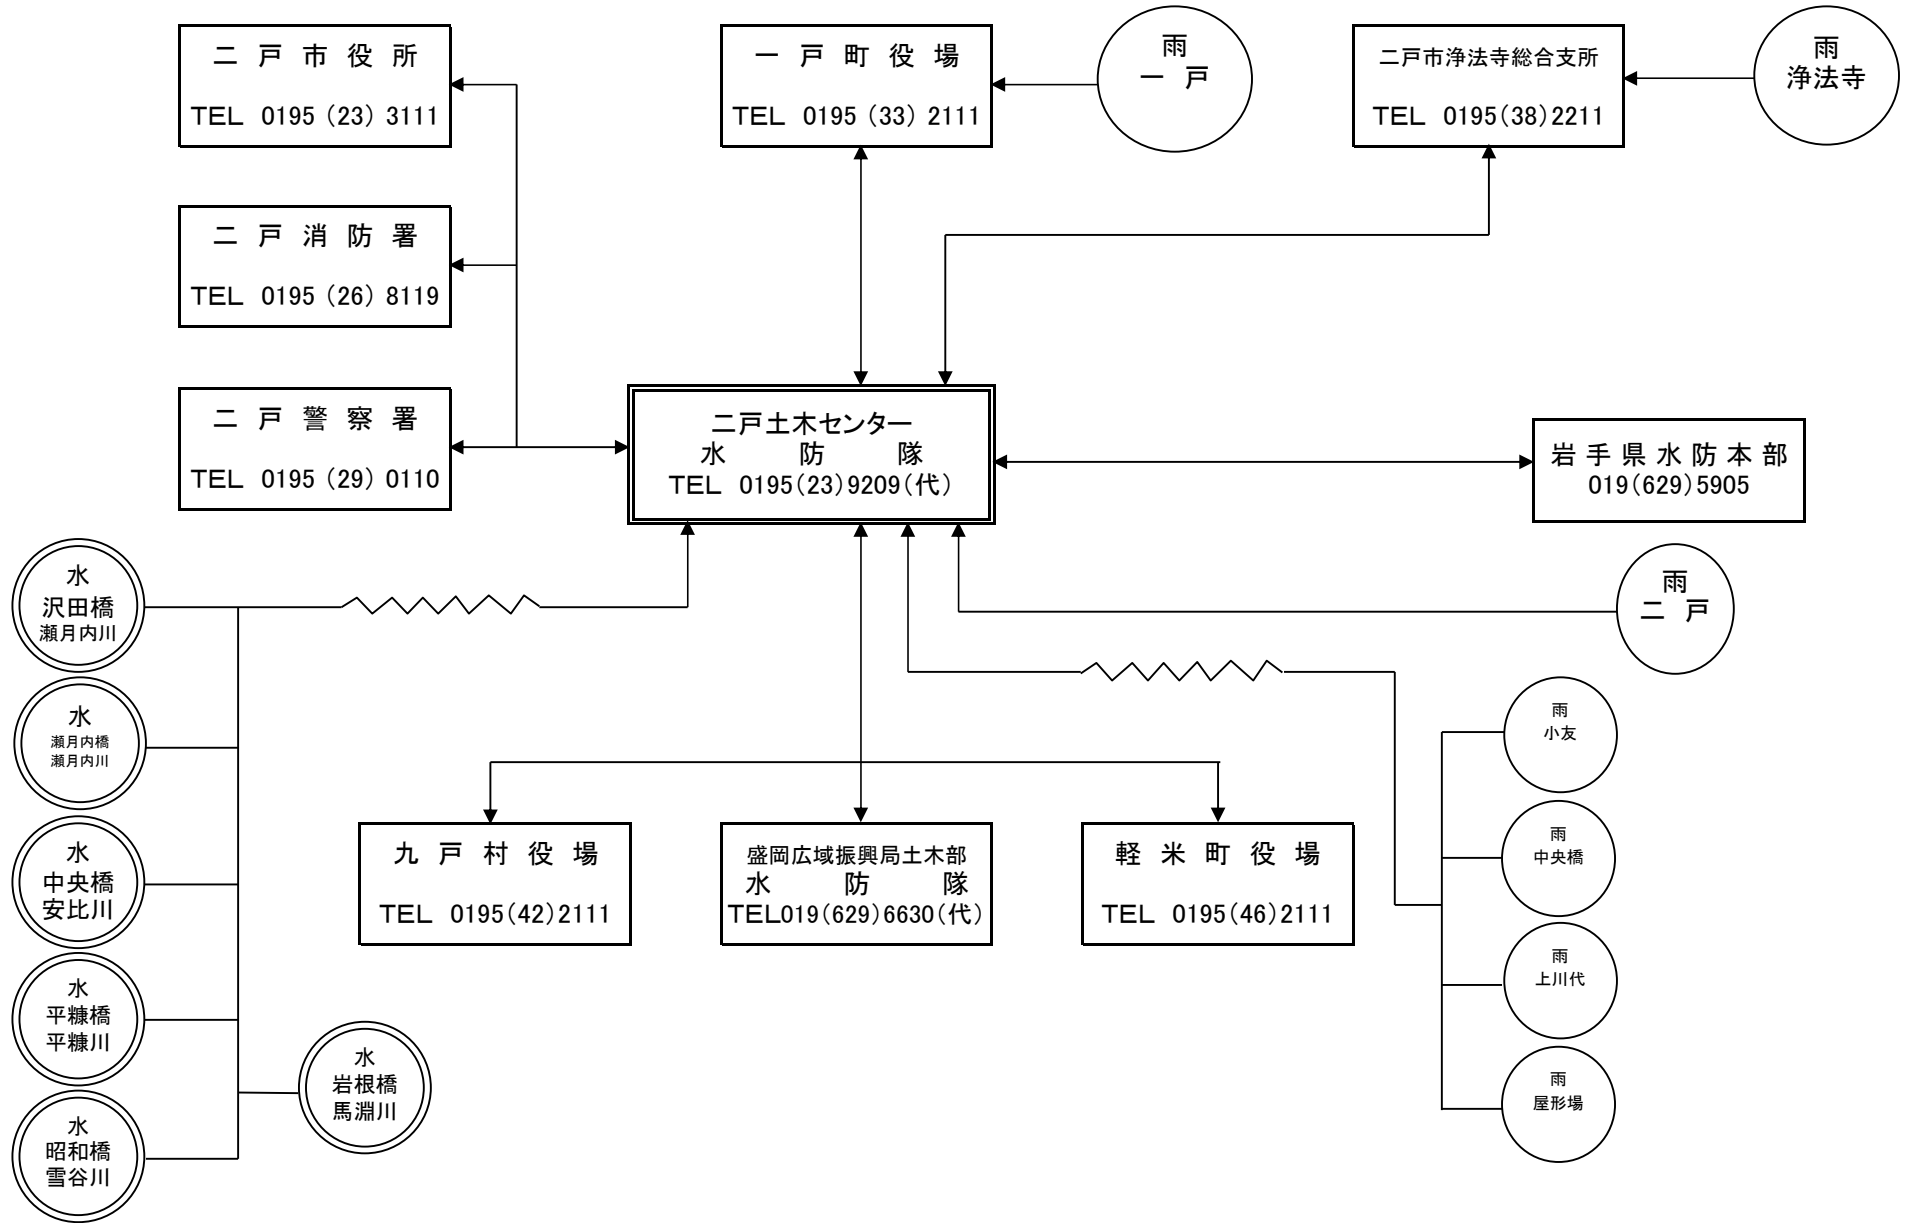 二 戸 市 役 所
TEL 0195 (23) 3111
一 戸 町 役 場
TEL 0195 (33) 2111
雨
一 戸
二戸市浄法寺総合支所
TEL 0195(38)2211
雨
浄法寺
二 戸 消 防 署
TEL 0195 (26) 8119
二 戸 警 察 署
TEL 0195 (29) 0110
二戸土木センター
水 防 隊
TEL 0195(23)9209(代)
岩 手 県 水 防 本 部
019(629)5905
水
沢田橋
瀬月内川
雨
二 戸
水
瀬月内橋
瀬月内川
雨
小友
水
中央橋
安比川
九 戸 村 役 場
TEL 0195(42)2111
盛岡広域振興局土木部
水 防 隊
TEL019(629)6630(代)
軽 米 町 役 場
TEL 0195(46)2111
雨
中央橋
雨
上川代
水
平糠橋
平糠川
水
岩根橋
馬淵川
雨
屋形場
水
昭和橋
雪谷川